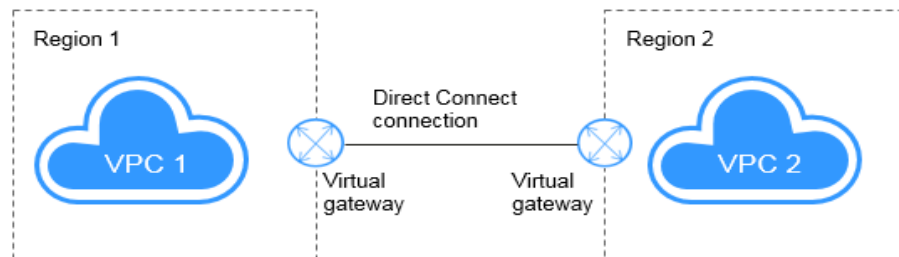 Region 1
Region 2
Direct Connect
connection
VPC 1
VPC 2
Virtual
gateway
Virtual
gateway